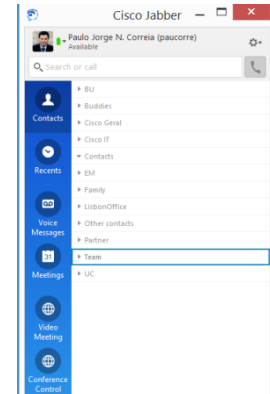 Cisco Jabber
Paulo Jorge N. Correia (paucorre)
Available
Search or call
Contacts
Recents
Voice
Messages
31
Meetings
Video
Meeting
Conference
Control
BU
Buddies
Cisco Geral
Cisco IT
Contacts
EM
Family
LisbonOffice
Other contacts
Partner
Team
UC